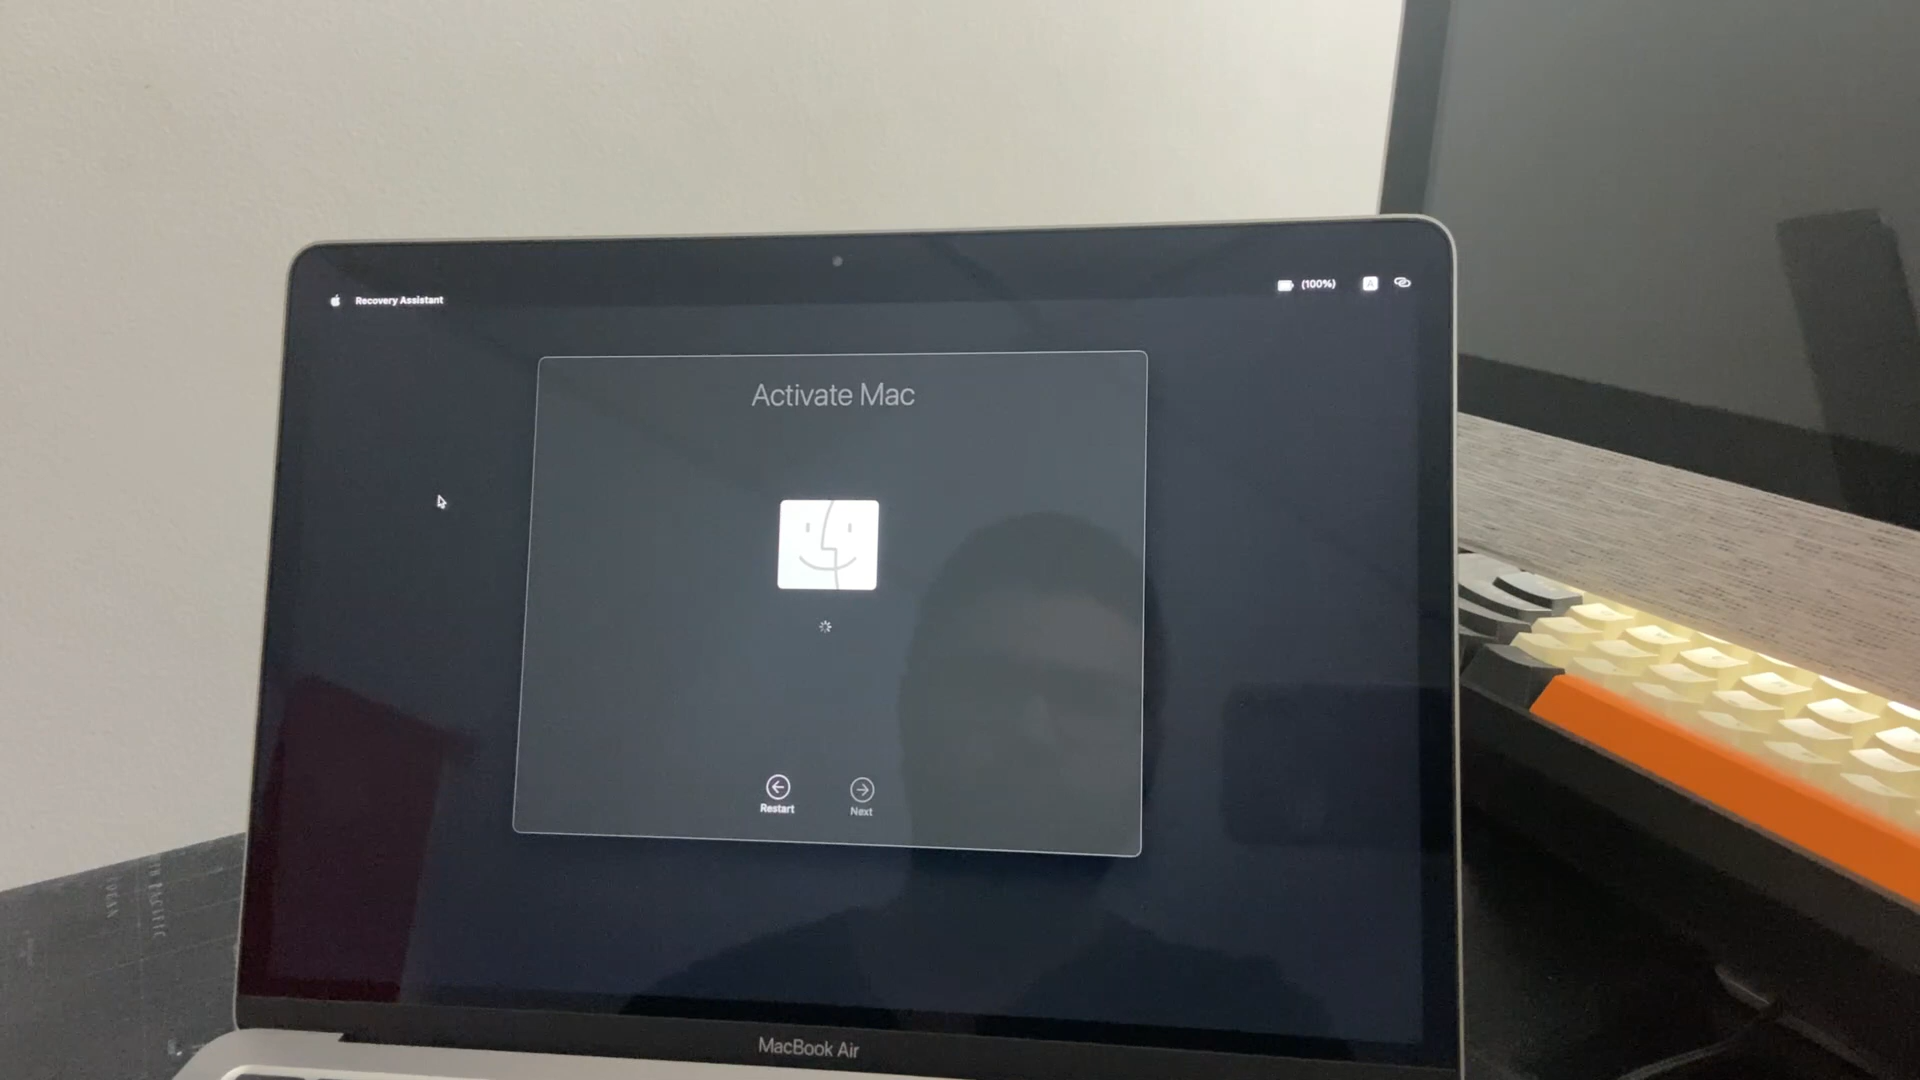 Recovery Assistant
(100%)
A
Activate Mac
Restart
Next
MacBook Air